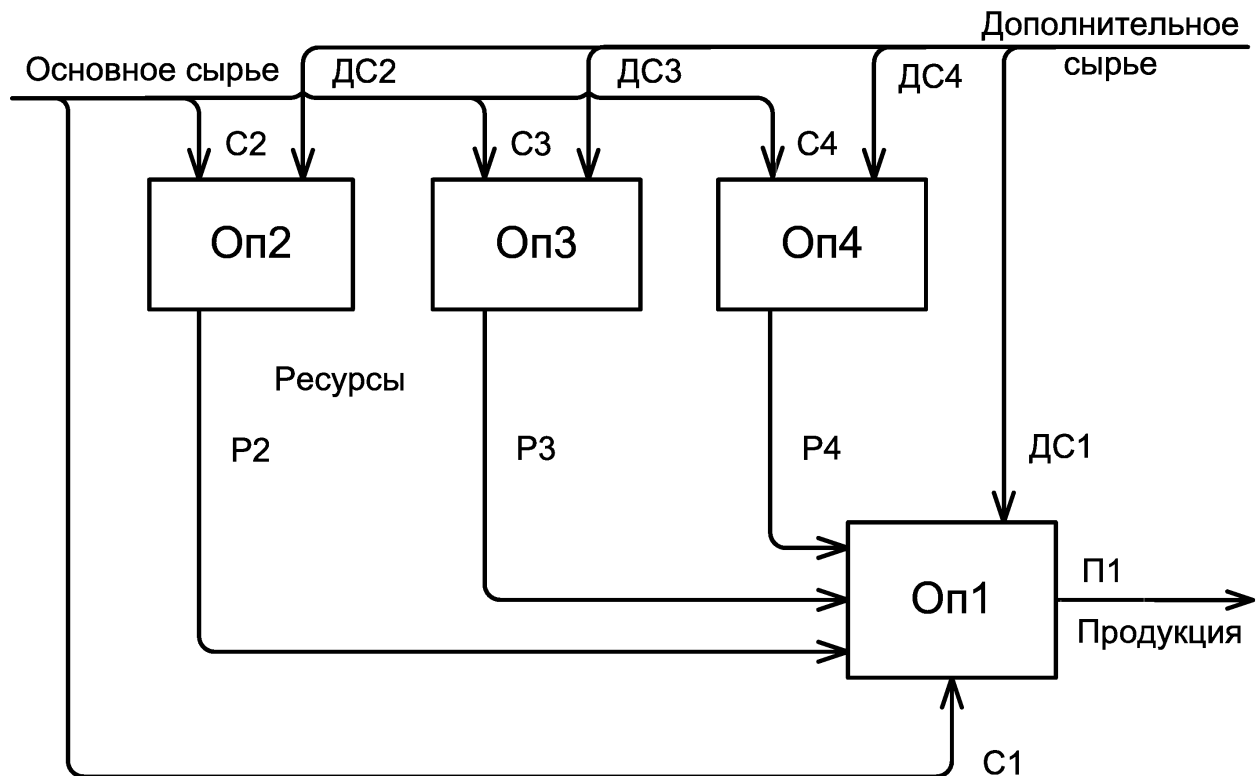 Дополнительное
сырье
Основное сырье
ДС2
ДС3
ДС4
С2
С3
С4
Оп2
Оп3
Оп4
Ресурсы
Р2
Р3
Р4
ДС1
Оп1
П1
Продукция
С1